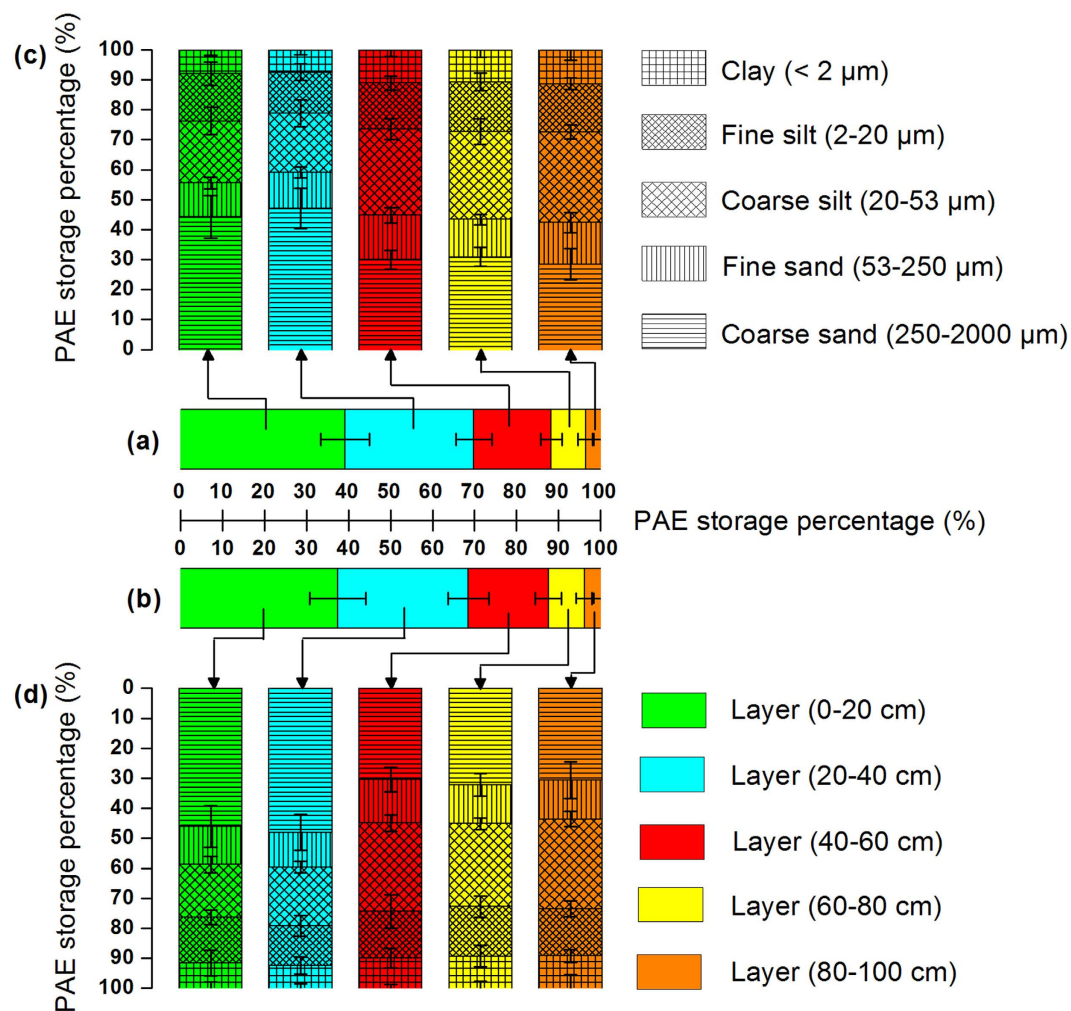 (c)
PAE storage percentage (%)
100
90
80
70
60
50
40
30
20
10
0
Clay (< 2 µm)
Fine silt (2-20 µm)
Coarse silt (20-53 µm)
Fine sand (53-250 µm)
Coarse sand (250-2000 µm)
(a)
0 10 20 30 40 50 60 70 80 90 100
PAE storage percentage (%)
0 10 20 30 40 50 60 70 80 90 100
(b)
(d)
PAE storage percentage (%)
0
10
20
30
40
50
60
70
80
90
100
Layer (0-20 cm)
Layer (20-40 cm)
Layer (40-60 cm)
Layer (60-80 cm)
Layer (80-100 cm)